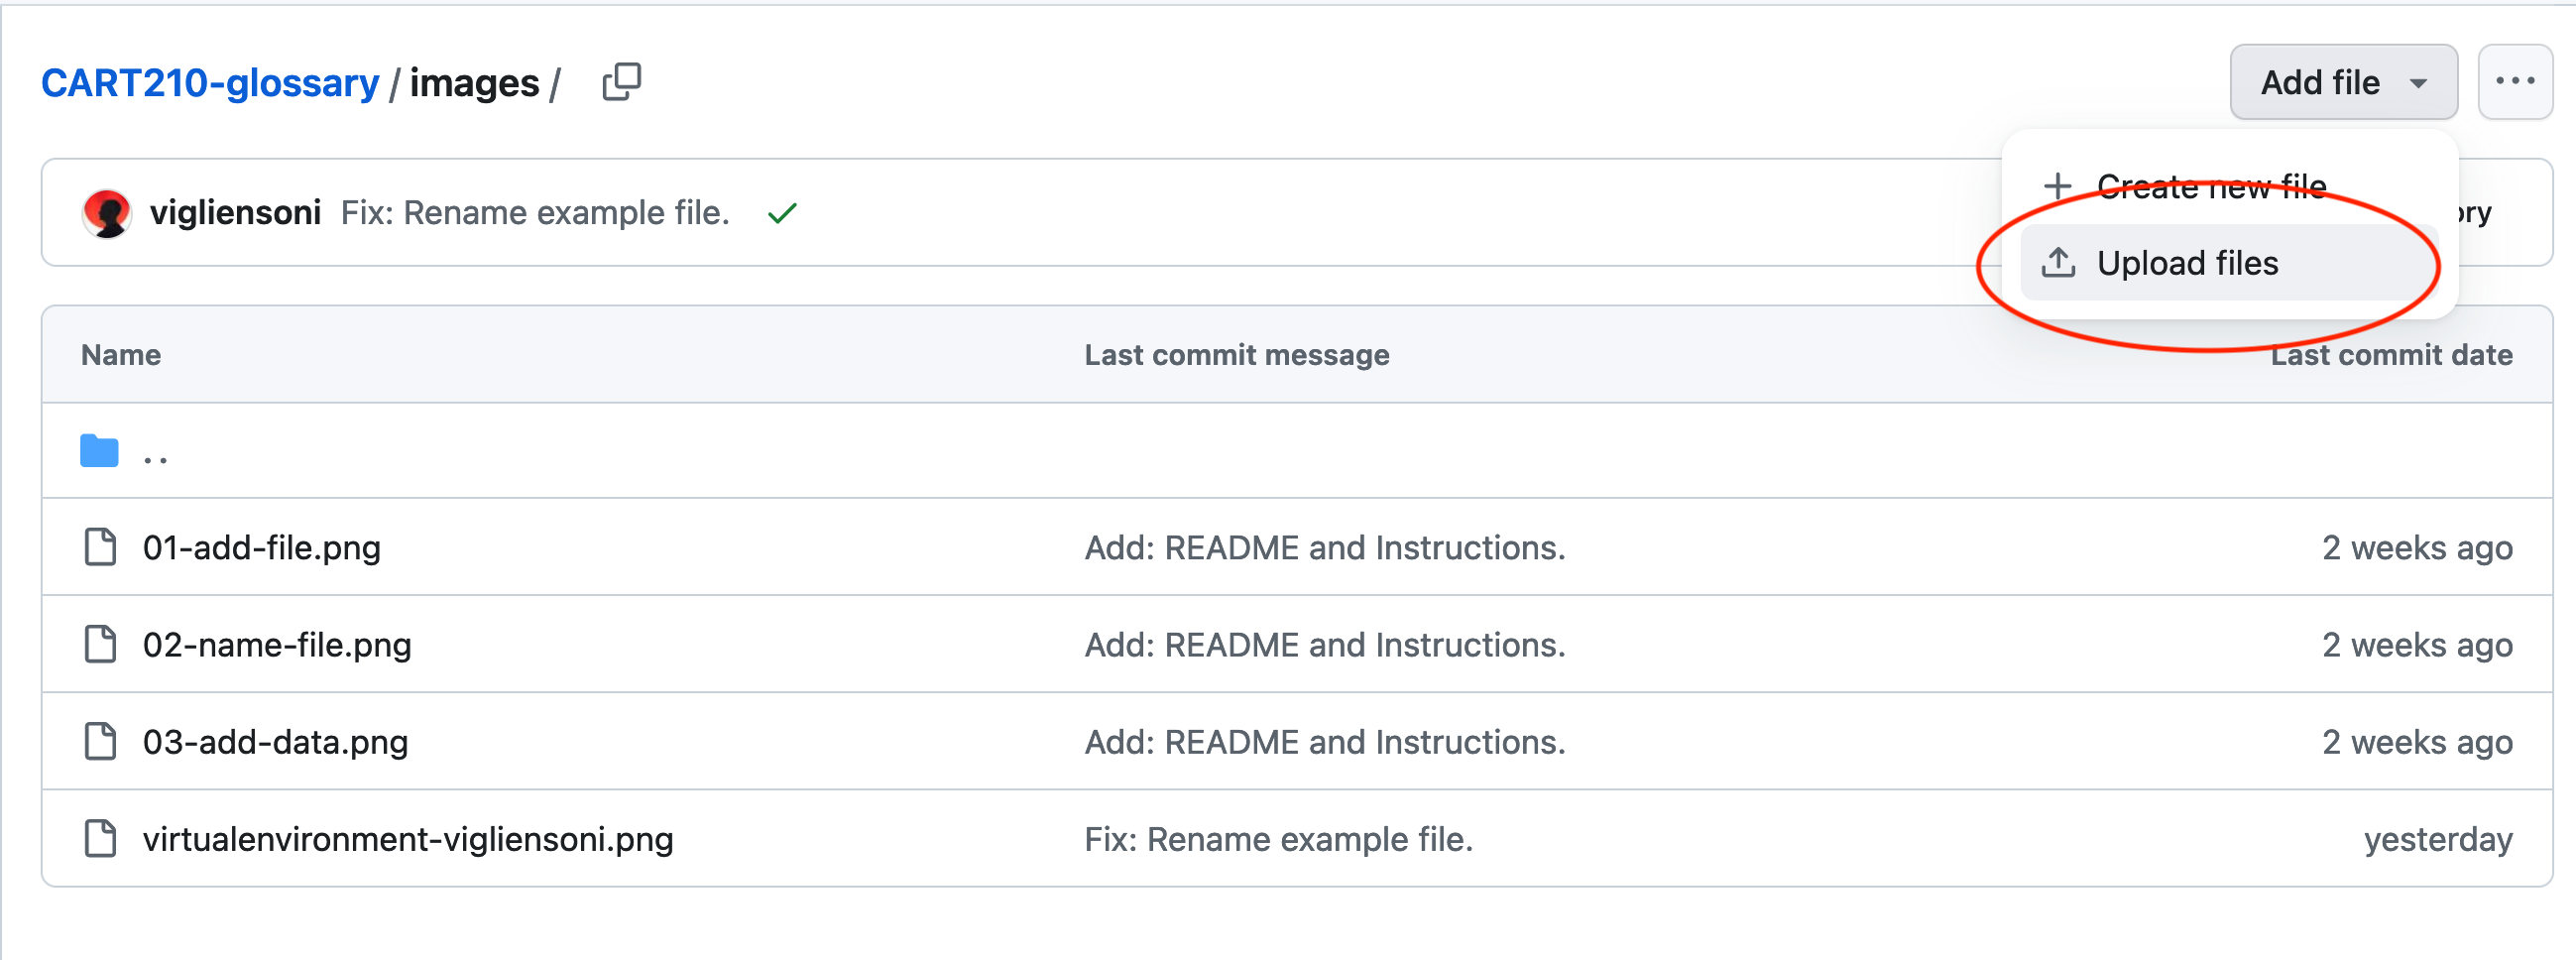 CART210-glossary / images /
Add file
Create new file
Upload files
vigliensoni Fix: Rename example file.
Name Last commit message Last commit date
..
01-add-file.png Add: README and Instructions. 2 weeks ago
02-name-file.png Add: README and Instructions. 2 weeks ago
03-add-data.png Add: README and Instructions. 2 weeks ago
virtualenvironment-vigliensoni.png Fix: Rename example file. yesterday